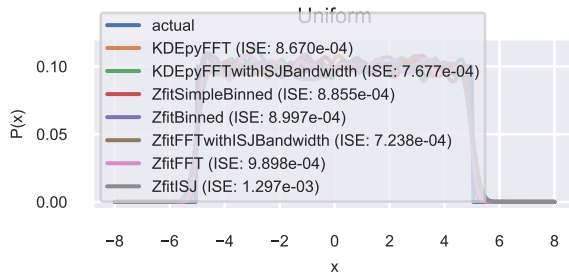 Uniform
actual
KDEpyFFT (ISE: 8.670e-04)
KDEpyFFTwithISJBandwidth (ISE: 7.677e-04)
ZfitSimpleBinned (ISE: 8.855e-04)
ZfitBinned (ISE: 8.997e-04)
ZfitFFTwithISJBandwidth (ISE: 7.238e-04)
ZfitFFT (ISE: 9.898e-04)
ZfitISJ (ISE: 1.297e-03)
P(x)
0.10
0.05
0.00
−8 −6 −4 −2 0 2 4 6 8
x